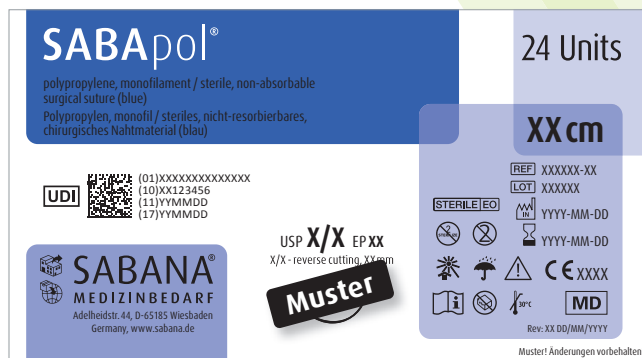 SABApol®
24 Units
polypropylene, monofilament / sterile, non-absorbable
surgical suture (blue)
Polypropylen, monofil / steriles, nicht-resorbierbares,
chirurgisches Nahtmaterial (blau)
XX cm
REF XXXXXX-XX
LOT XXXXXX
UDI
(01)XXXXXXXXXXXXXX
(10)XX123456
(11)YYMMDD
(17)YYMMDD
STERILE EO
IN YYYY-MM-DD
YYYY-MM-DD
2
USP X/X EP XX
X/X - reverse cutting, XX mm
Muster
CE XXXX
30°C
MD
SABANA®
MEDIZINBEDARF
Adelheidstr. 44, D-65185 Wiesbaden
Germany, www.sabana.de
Rev: XX DD/MM/YYYY
Muster! Änderungen vorbehalten